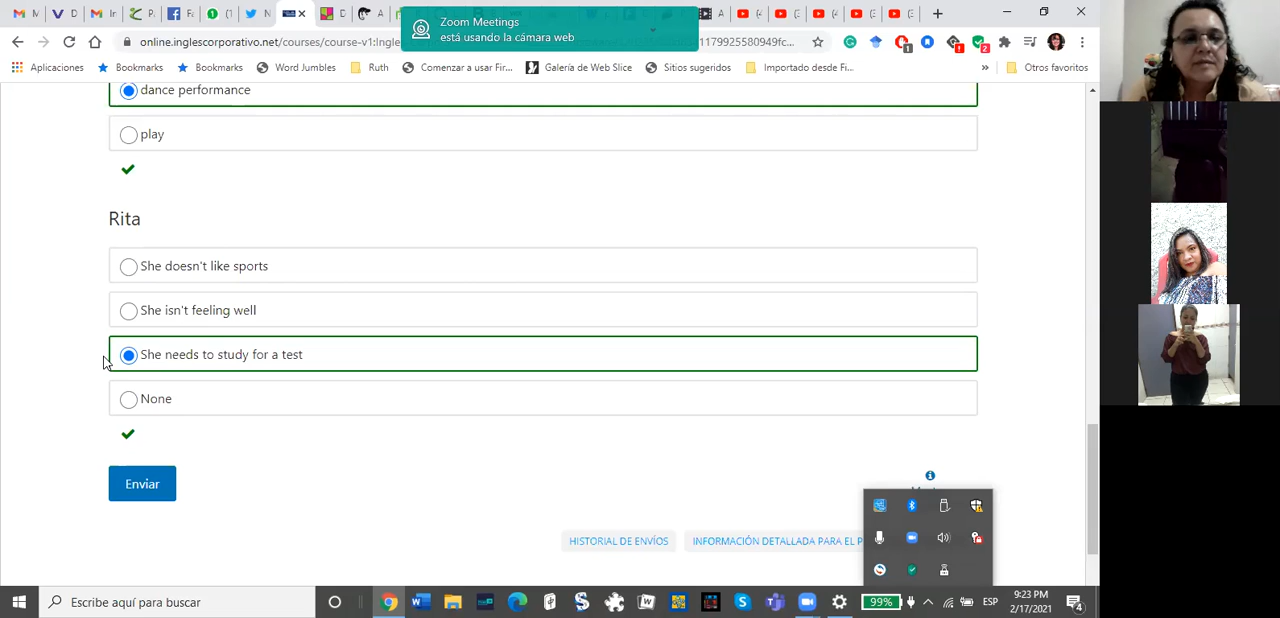 Zoom Meetings
está usando la cámara web
online.inglescorporativo.net/courses/course-v1:Ingle
1179925580949fc...
Aplicaciones
Bookmarks
Bookmarks
Word Jumbles
Ruth
Comenzar a usar Fir...
Galería de Web Slice
Sitios sugeridos
Importado desde Fi...
»
Otros favoritos
dance performance
play
Rita
She doesn't like sports
She isn't feeling well
She needs to study for a test
None
Enviar
HISTORIAL DE ENVÍOS
INFORMACIÓN DETALLADA PARA EL P
Escribe aquí para buscar
99%
ESP
9:23 PM
2/17/2021
4